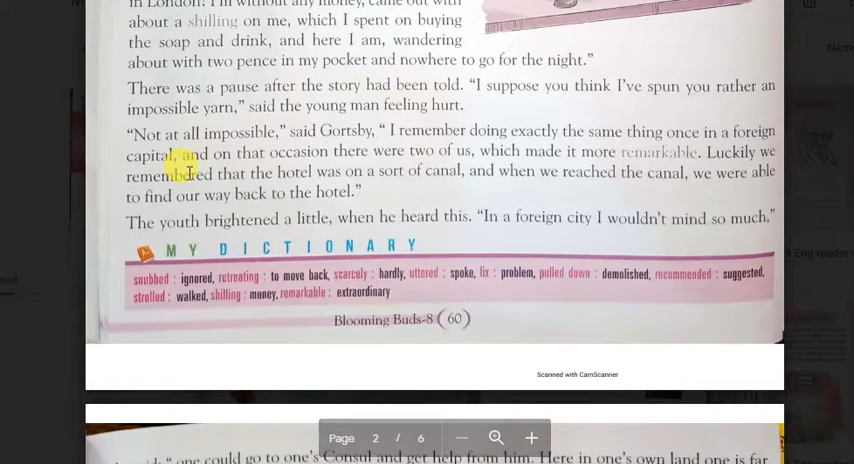 in London! I'm without any money, came out with
about a shilling on me, which I spent on buying
the soap and drink, and here I am, wandering
about with two pence in my pocket and nowhere to go for the night."
There was a pause after the story had been told. "I suppose you think I've spun you rather an
impossible yarn," said the young man feeling hurt.
"Not at all impossible," said Gortsby, " I remember doing exactly the same thing once in a foreign
capital, and on that occasion there were two of us, which made it more remarkable. Luckily we
remembered that the hotel was on a sort of canal, and when we reached the canal, we were able
to find our way back to the hotel."
The youth brightened a little, when he heard this. "In a foreign city I wouldn't mind so much,"
MY DICTIONARY
snubbed : ignored, retreating : to move back, scarcely : hardly, uttered : spoke, fix : problem, pulled down : demolished, recommended : suggested,
strolled : walked, shilling : money, remarkable : extraordinary
Blooming Buds-8 ( 60 )
Scanned with CamScanner
Page 2 / 6
" one could go to one's Consul and get help from him. Here in one's own land one is far
Name
9 Eng reader